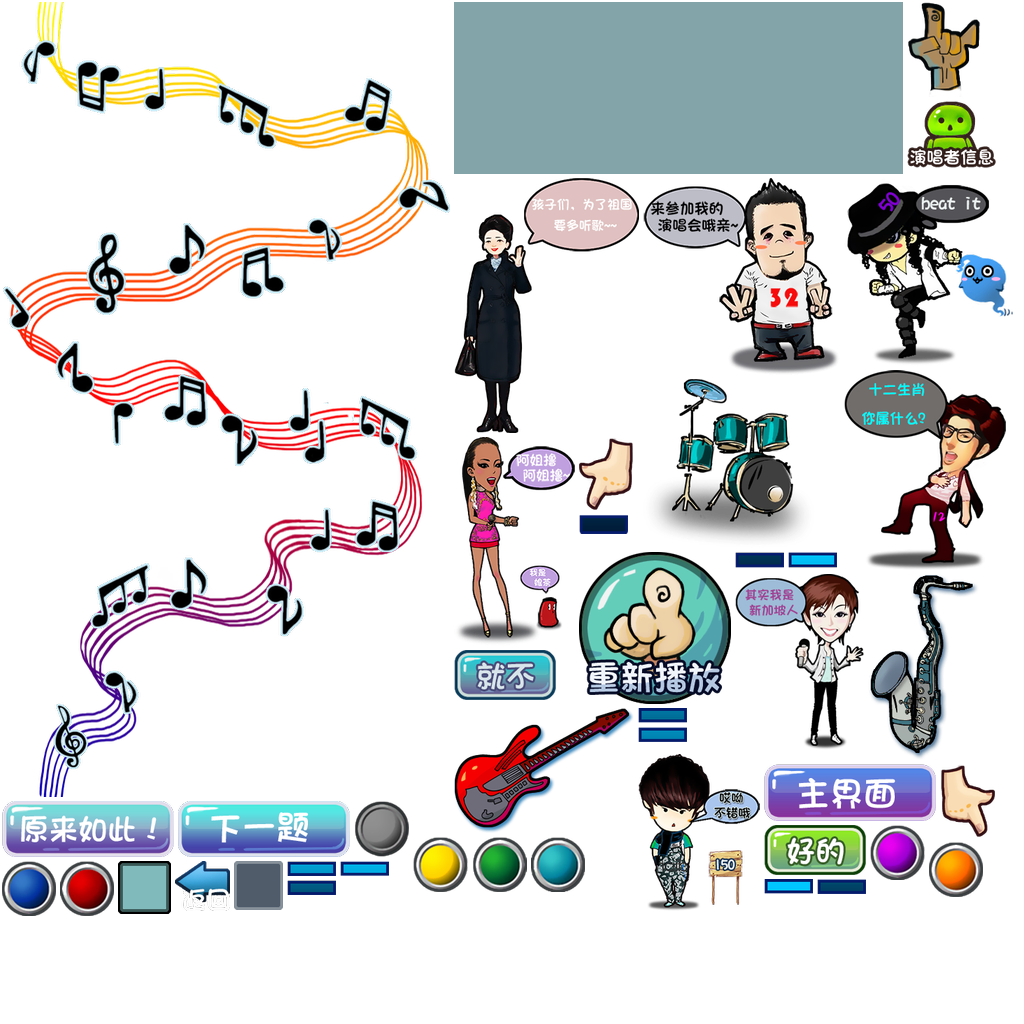 演唱者信息
孩子们、为了祖国
要多听歌~~
来参加我的
演唱会哦亲~
50
beat it
32
十二生肖
你属什么?
12
阿姐撸
阿姐撸~
我是
就不
重新播放
其实我是
新加坡人
哎呦
不错哦
150
主界面
好的
原来如此！
下一题
返回